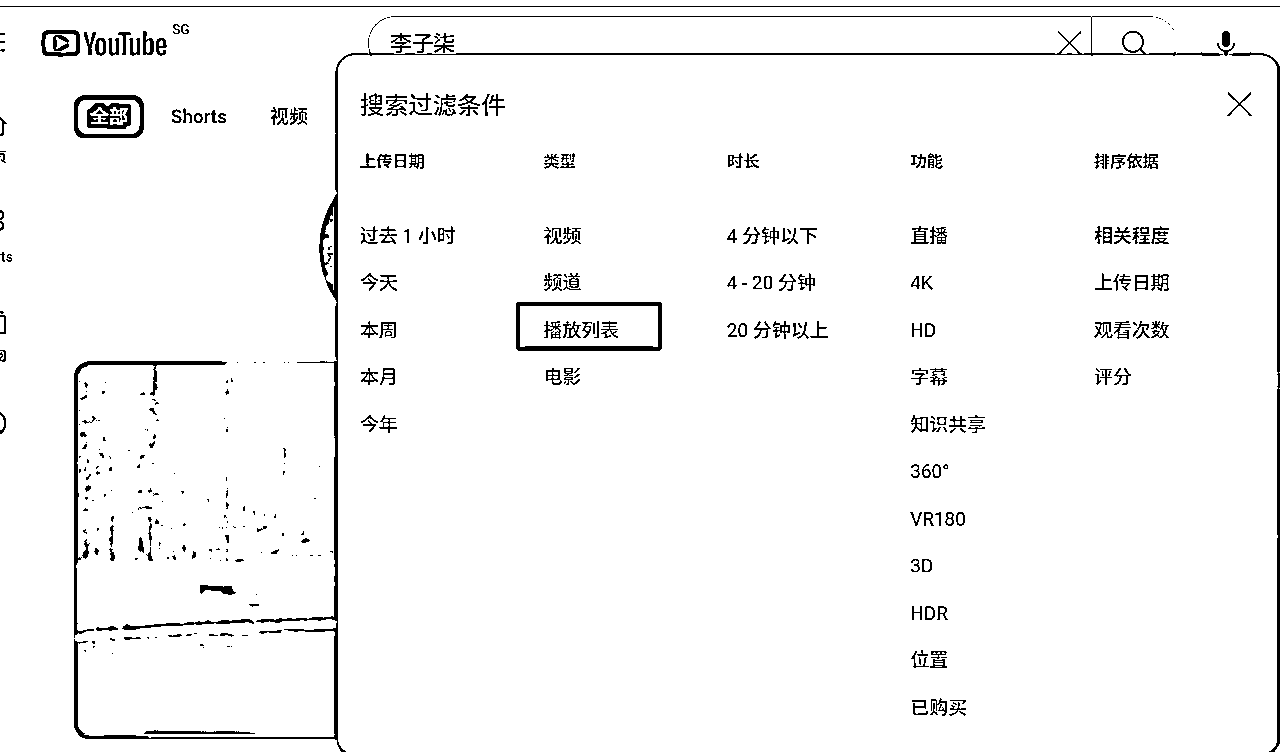 YouTube SG
李子柒
全部 Shorts 视频
搜索过滤条件
上传日期 类型 时长 功能 排序依据
过去 1 小时 视频 4 分钟以下 直播 相关程度
今天 频道 4 - 20 分钟 4K 上传日期
本周 播放列表 20 分钟以上 HD 观看次数
本月 电影 字幕 评分
今年 知识共享
360°
VR180
3D
HDR
位置
已购买